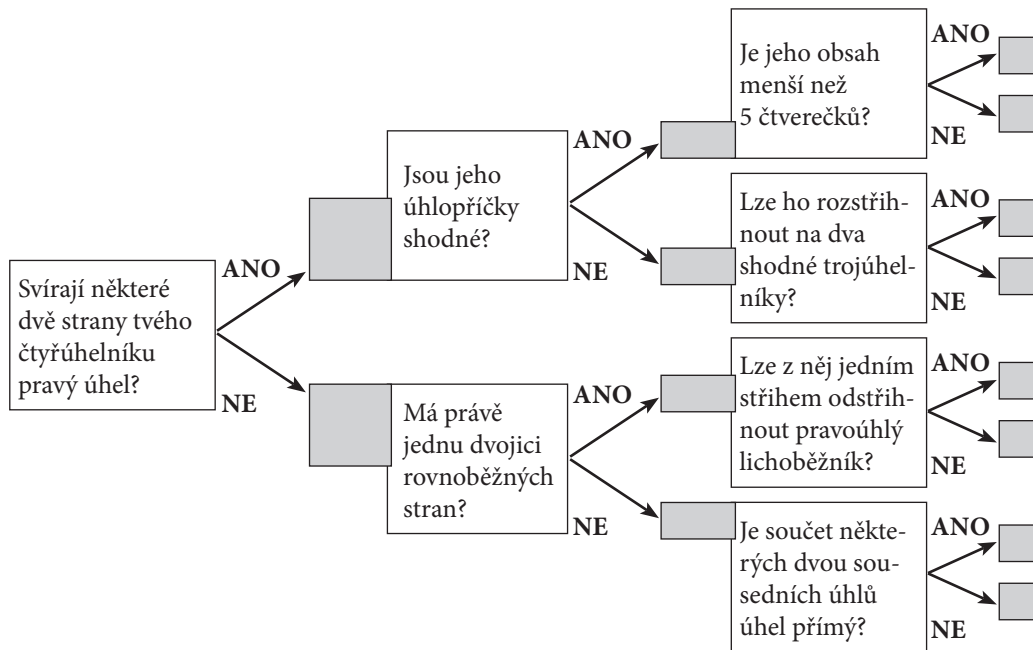 Svírají některé
dvě strany tvého
čtyřúhelníku
pravý úhel?
ANO
NE
Jsou jeho
úhlopříčky
shodné?
ANO
NE
Má právě
jednu dvojici
rovnoběžných
stran?
ANO
NE
Je jeho obsah
menší než
5 čtverečků?
ANO
NE
Lze ho rozstřih-
nout na dva
shodné trojúhel-
níky?
ANO
NE
Lze z něj jedním
střihem odstřih-
nout pravoúhlý
lichoběžník?
ANO
NE
Je součet někte-
rých dvou sou-
sedních úhlů
úhel přímý?
ANO
NE